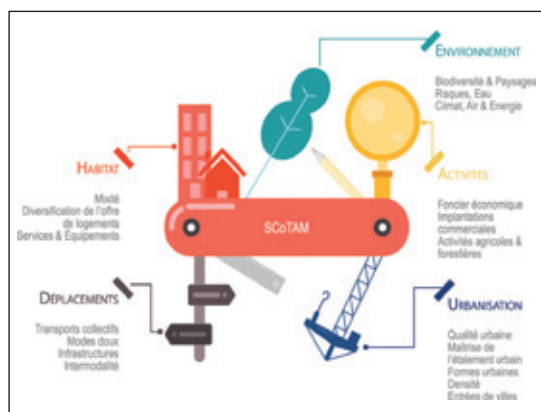 ENVIRONNEMENT
Biodiversité & Paysages
Risques, Eau
Climat, Air & Energie
HABITAT
Mixité
Diversification de l'offre
de logements
Services & Équipements
ACTIVITÉS
Foncier économique
Implantations
commerciales
Activités agricoles &
forestières
SCoTAM
DÉPLACEMENTS
Transports collectifs
Modes doux
Infrastructures
Intermodalité
URBANISATION
Qualité urbaine
Maîtrise de
l'étalement urbain
Formes urbaines
Densité
Entrées de villes